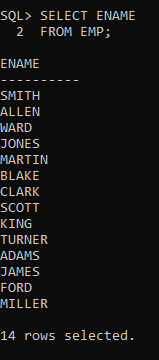 SQL> SELECT ENAME
  2  FROM EMP;
ENAME
----------
SMITH
ALLEN
WARD
JONES
MARTIN
BLAKE
CLARK
SCOTT
KING
TURNER
ADAMS
JAMES
FORD
MILLER
14 rows selected.